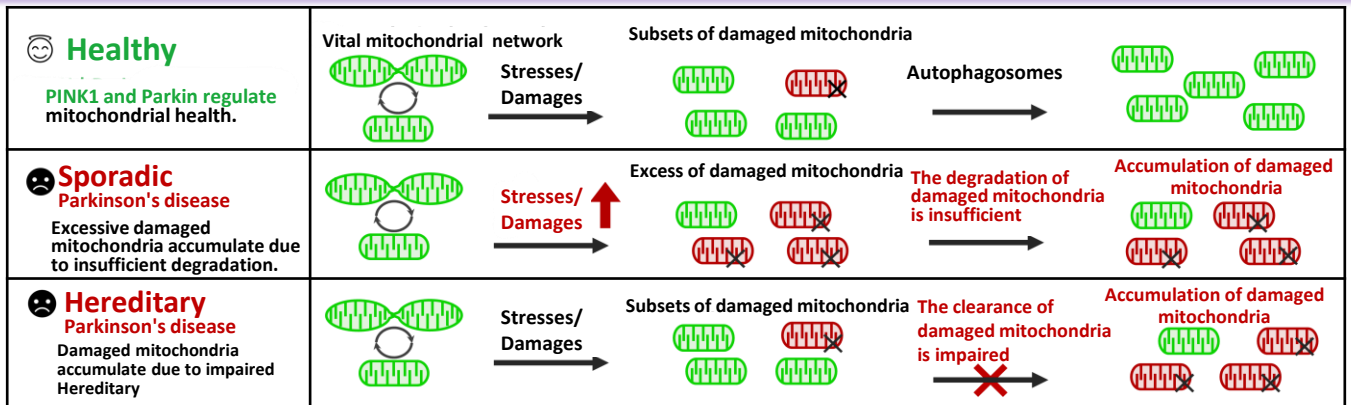 Healthy
PINK1 and Parkin regulate
mitochondrial health.
Vital mitochondrial network
Stresses/
Damages
Subsets of damaged mitochondria
Autophagosomes
Sporadic
Parkinson's disease
Excessive damaged
mitochondria accumulate due
to insufficient degradation.
Stresses/
Damages
Excess of damaged mitochondria
The degradation of
damaged mitochondria
is insufficient
Accumulation of damaged
mitochondria
Hereditary
Parkinson's disease
Damaged mitochondria
accumulate due to impaired
Hereditary
Stresses/
Damages
Subsets of damaged mitochondria
The clearance of
damaged mitochondria
is impaired
Accumulation of damaged
mitochondria